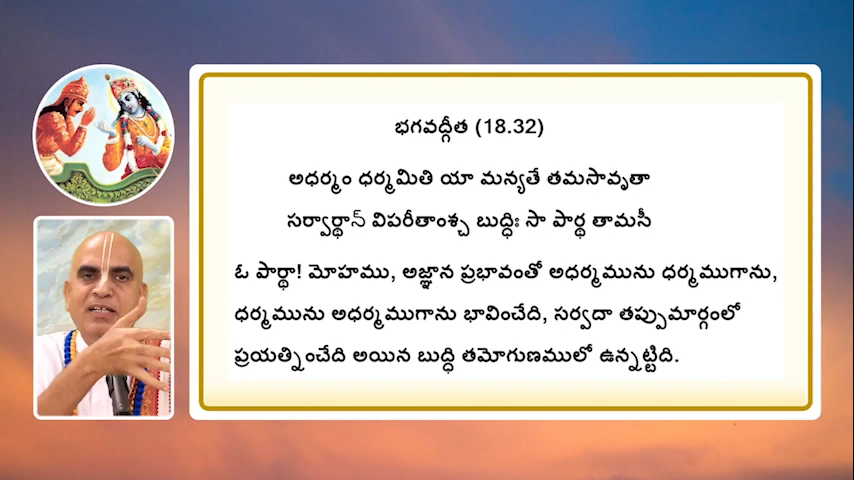 భగవద్గీత (18.32)
అధర్మం ధర్మమితి యా మన్యతే తమసావృతా
సర్వార్థాన్ విపరీతాంశ్చ బుద్ధిః సా పార్థ తామసీ
ఓ పార్థా! మోహము, అజ్ఞాన ప్రభావంతో అధర్మమును ధర్మముగాను,
ధర్మమును అధర్మముగాను భావించేది, సర్వదా తప్పుమార్గంలో
ప్రయత్నించేది అయిన బుద్ధి తమోగుణములో ఉన్నట్టిది.